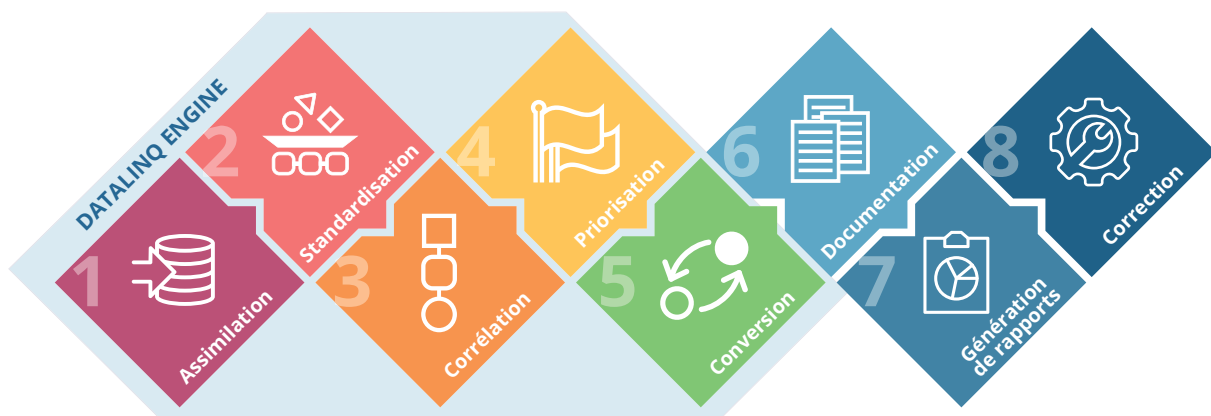 DATALINQ ENGINE
1
Assimilation
2
Standardisation
3
Corrélation
4
Priorisation
5
Conversion
6
Documentation
7
Génération
de rapports
8
Correction